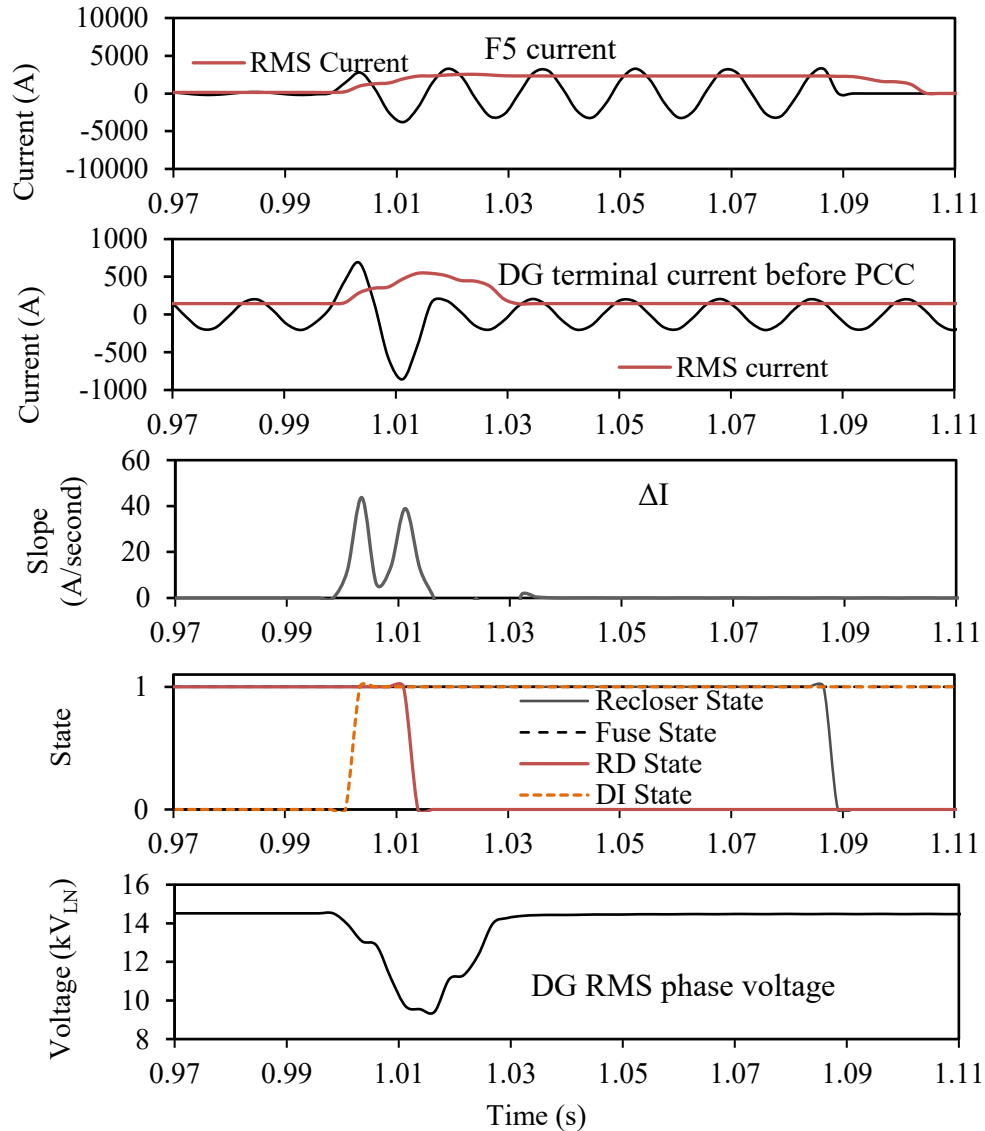 10000
5000
0
-5000
-10000
Current (A)
RMS Current
F5 current
0.97 0.99 1.01 1.03 1.05 1.07 1.09 1.11
1000
500
0
-500
-1000
Current (A)
DG terminal current before PCC
RMS current
0.97 0.99 1.01 1.03 1.05 1.07 1.09 1.11
60
40
20
0
Slope
(A/second)
ΔI
0.97 0.99 1.01 1.03 1.05 1.07 1.09 1.11
1
0
State
Recloser State
Fuse State
RD State
DI State
0.97 0.99 1.01 1.03 1.05 1.07 1.09 1.11
16
14
12
10
8
Voltage (kV_LN)
DG RMS phase voltage
0.97 0.99 1.01 1.03 1.05 1.07 1.09 1.11
Time (s)